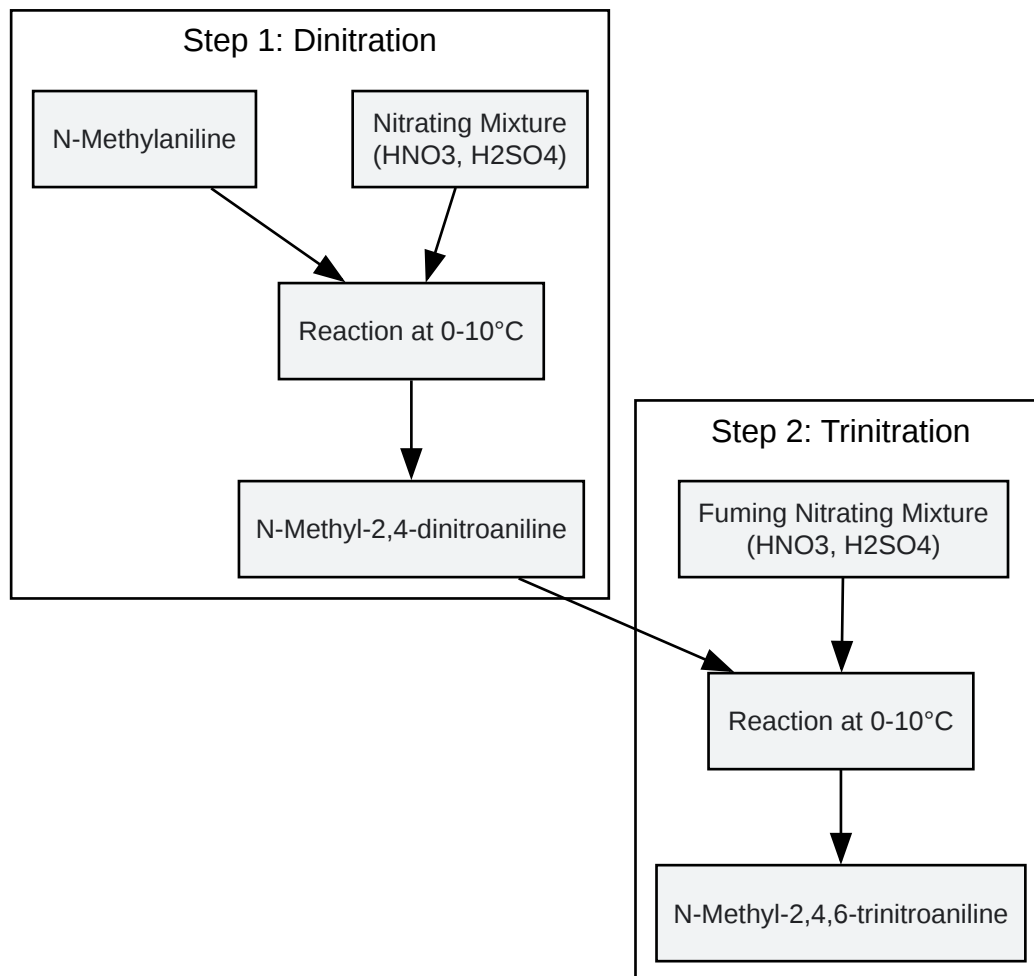 Step 1: Dinitration
N-Methylaniline
Nitrating Mixture
(HNO3, H2SO4)
Reaction at 0-10°C
N-Methyl-2,4-dinitroaniline
Step 2: Trinitration
Fuming Nitrating Mixture
(HNO3, H2SO4)
Reaction at 0-10°C
N-Methyl-2,4,6-trinitroaniline